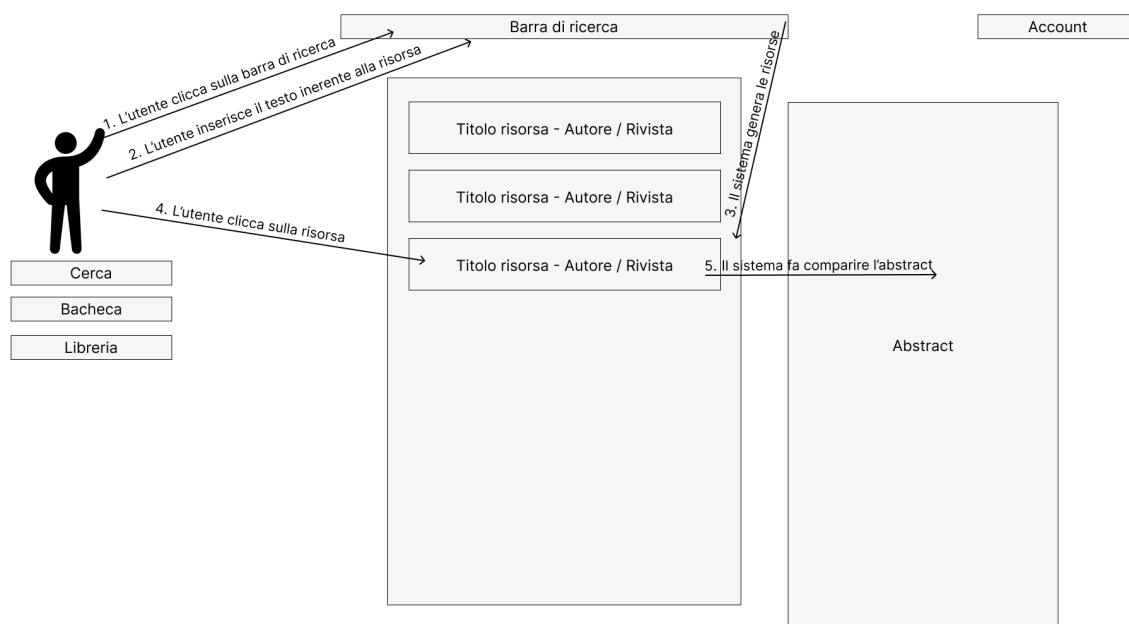 Barra di ricerca
Account
1. L'utente clicca sulla barra di ricerca
2. L'utente inserisce il testo inerente alla risorsa
3. Il sistema genera le risorse
Titolo risorsa - Autore / Rivista
Titolo risorsa - Autore / Rivista
4. L'utente clicca sulla risorsa
Titolo risorsa - Autore / Rivista
5. Il sistema fa comparire l'abstract
Cerca
Bacheca
Libreria
Abstract